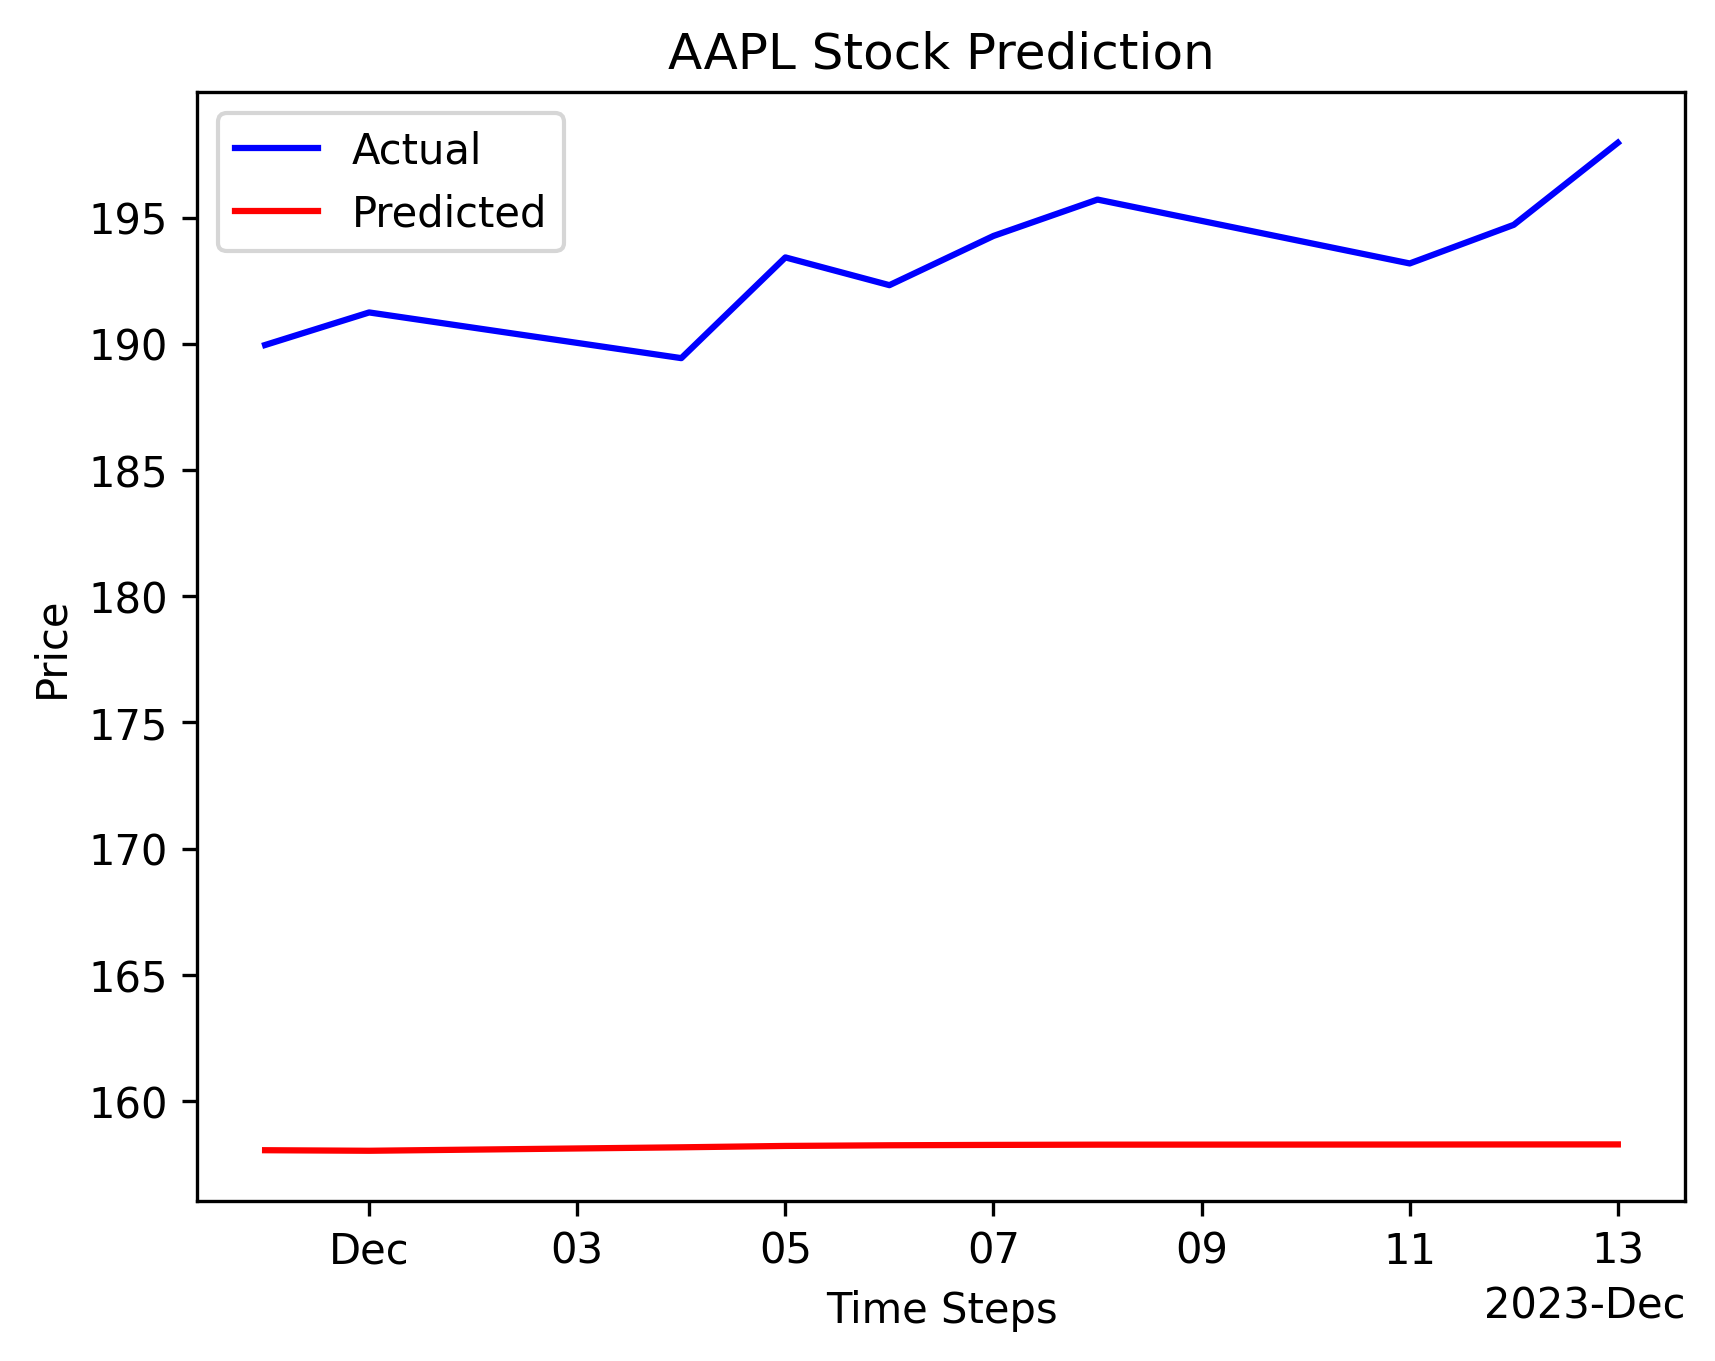 AAPL Stock Prediction
Actual
Predicted
195
190
185
180
175
170
165
160
Price
Dec 03 05 07 09 11 13
2023-Dec
Time Steps